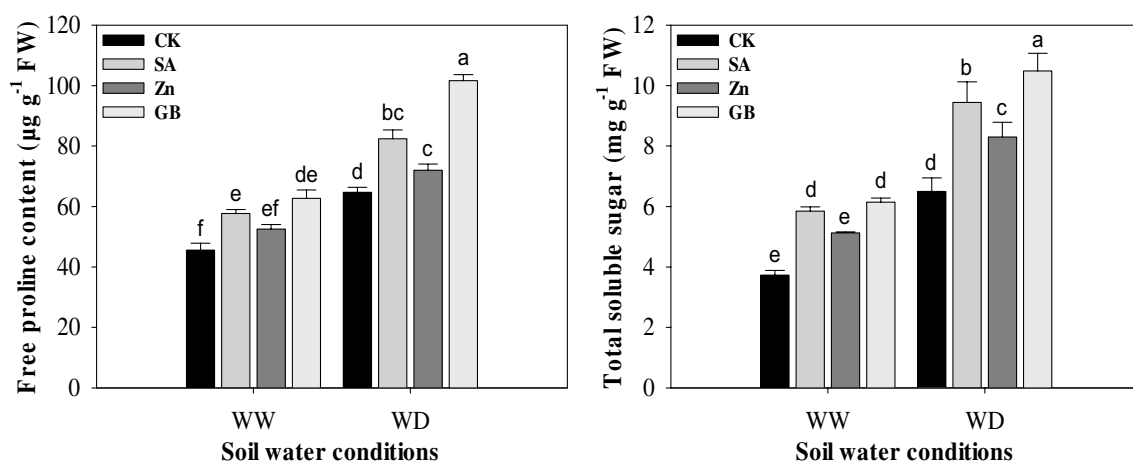 Free proline content (µg g-1 FW)
120
100
80
60
40
20
0
CK
SA
Zn
GB
f
e
ef
de
d
bc
c
a
WW
WD
Soil water conditions
Total soluble sugar (mg g-1 FW)
12
10
8
6
4
2
0
CK
SA
Zn
GB
e
d
e
d
d
b
c
a
WW
WD
Soil water conditions